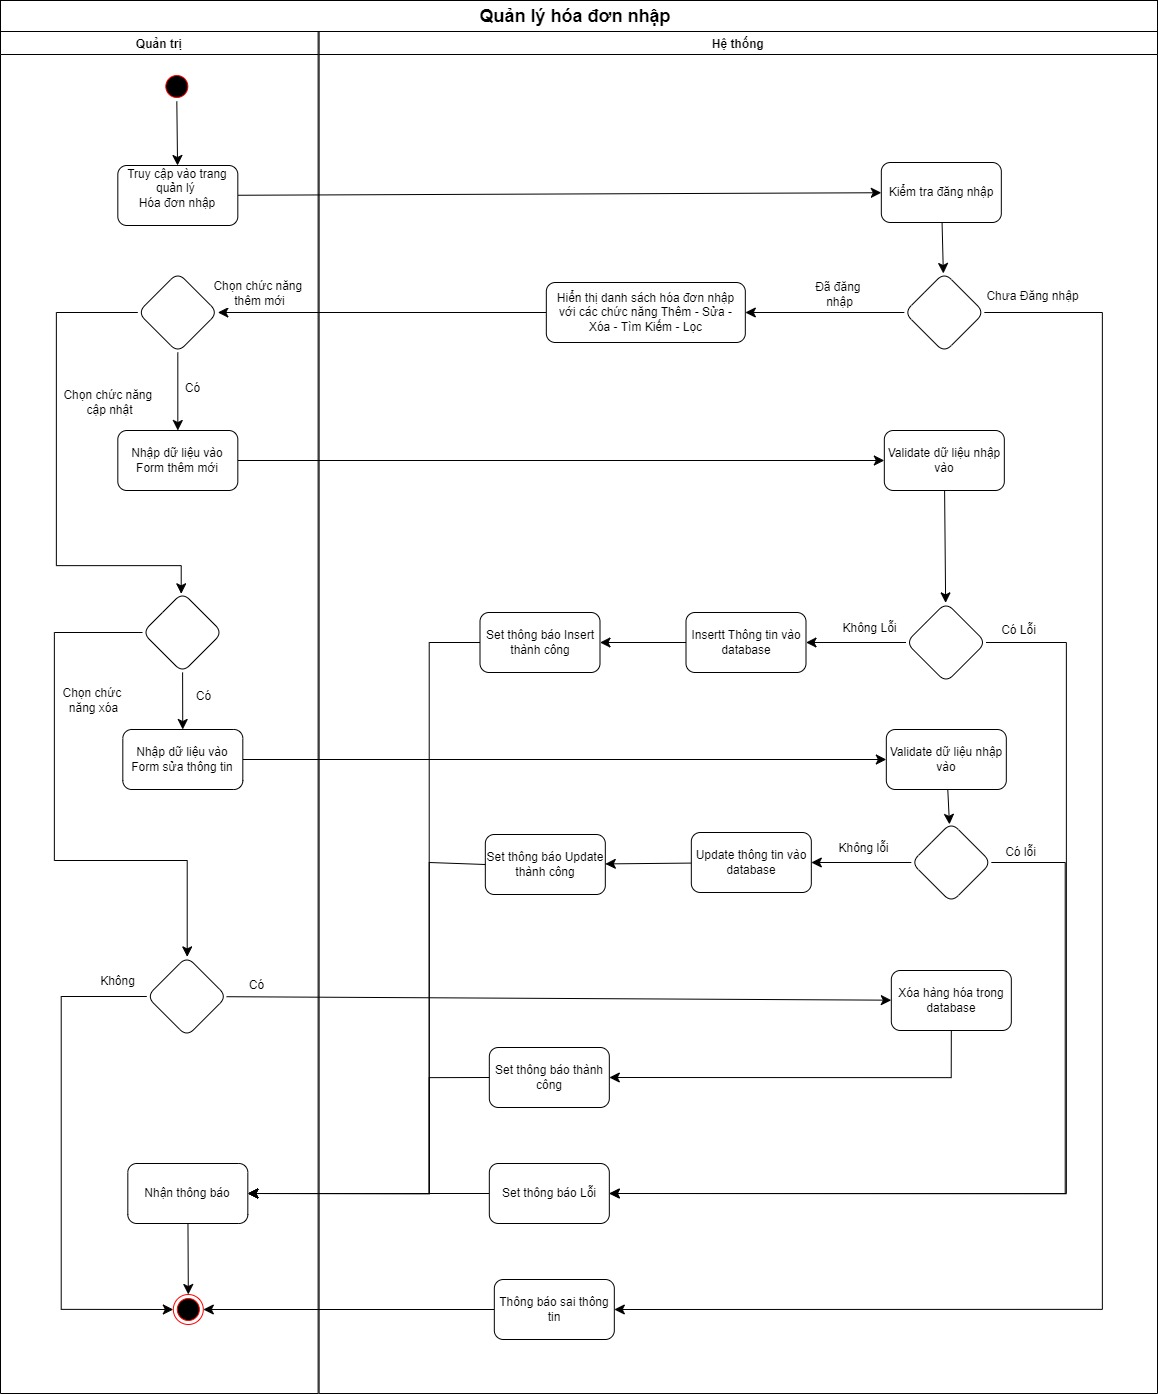 Quản lý hóa đơn nhập
Quản trị
Hệ thống
Truy cập vào trang
quản lý
Hóa đơn nhập
Kiểm tra đăng nhập
Chọn chức năng
thêm mới
Hiển thị danh sách hóa đơn nhập
với các chức năng Thêm - Sửa -
Xóa - Tìm Kiếm - Lọc
Đã đăng
nhập
Chưa Đăng nhập
Có
Chọn chức năng
cập nhật
Nhập dữ liệu vào
Form thêm mới
Validate dữ liệu nhập
vào
Set thông báo Insert
thành công
Insertt Thông tin vào
database
Không Lỗi
Có Lỗi
Chọn chức
năng xóa
Có
Nhập dữ liệu vào
Form sửa thông tin
Validate dữ liệu nhập
vào
Set thông báo Update
thành công
Update thông tin vào
database
Không lỗi
Có lỗi
Không
Có
Xóa hàng hóa trong
database
Set thông báo thành
công
Nhận thông báo
Set thông báo Lỗi
Thông báo sai thông
tin